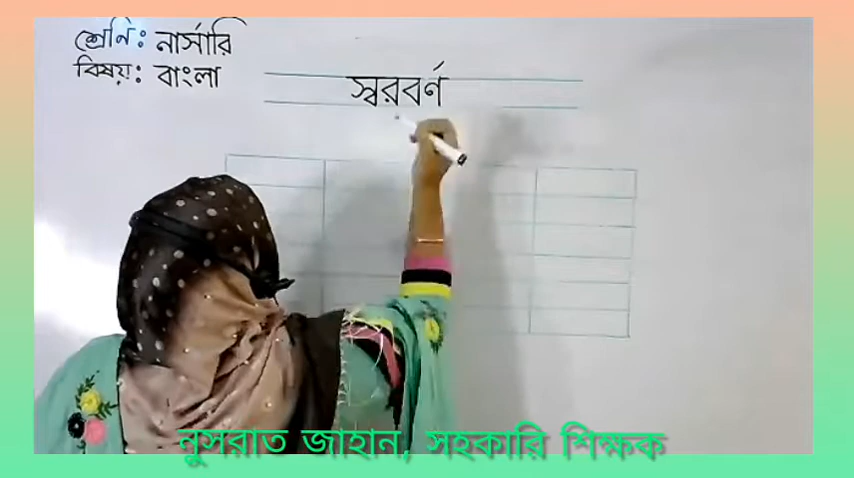 শ্রেণি: নার্সারি
বিষয়: বাংলা
স্বরবর্ণ
নুসরাত জাহান, সহকারি শিক্ষক